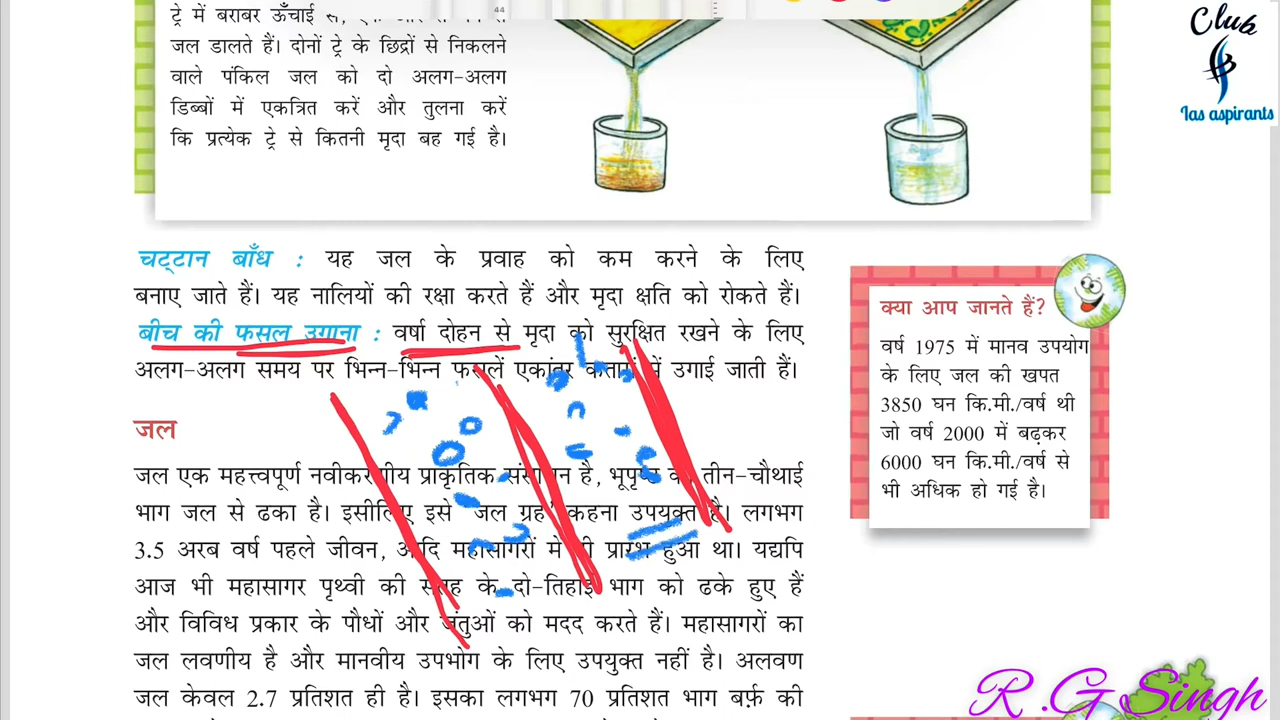 44
ट्रे में बराबर ऊँचाई से,
जल डालते हैं। दोनों ट्रे के छिद्रों से निकलने
वाले पंकिल जल को दो अलग-अलग
डिब्बों में एकत्रित करें और तुलना करें
कि प्रत्येक ट्रे से कितनी मृदा बह गई है।
Club
Ias aspirants
चट्टान बाँध : यह जल के प्रवाह को कम करने के लिए
बनाए जाते हैं। यह नालियों की रक्षा करते हैं और मृदा क्षति को रोकते हैं।
बीच की फसल उगाना : वर्षा दोहन से मृदा को सुरक्षित रखने के लिए
अलग-अलग समय पर भिन्न-भिन्न फसलें एकांतर कतारों में उगाई जाती हैं।
जल
जल एक महत्त्वपूर्ण नवीकरणीय प्राकृतिक संसाधन है, भूपृष्ठ का तीन-चौथाई
भाग जल से ढका है। इसीलिए इसे 'जल ग्रह' कहना उपयुक्त है। लगभग
3.5 अरब वर्ष पहले जीवन, आदि महासागरों में ही प्रारंभ हुआ था। यद्यपि
आज भी महासागर पृथ्वी की सतह के दो-तिहाई भाग को ढके हुए हैं
और विविध प्रकार के पौधों और जंतुओं को मदद करते हैं। महासागरों का
जल लवणीय है और मानवीय उपभोग के लिए उपयुक्त नहीं है। अलवण
जल केवल 2.7 प्रतिशत ही है। इसका लगभग 70 प्रतिशत भाग बर्फ़ की
क्या आप जानते हैं?
वर्ष 1975 में मानव उपयोग
के लिए जल की खपत
3850 घन कि.मी./वर्ष थी
जो वर्ष 2000 में बढ़कर
6000 घन कि.मी./वर्ष से
भी अधिक हो गई है।
R.G Singh